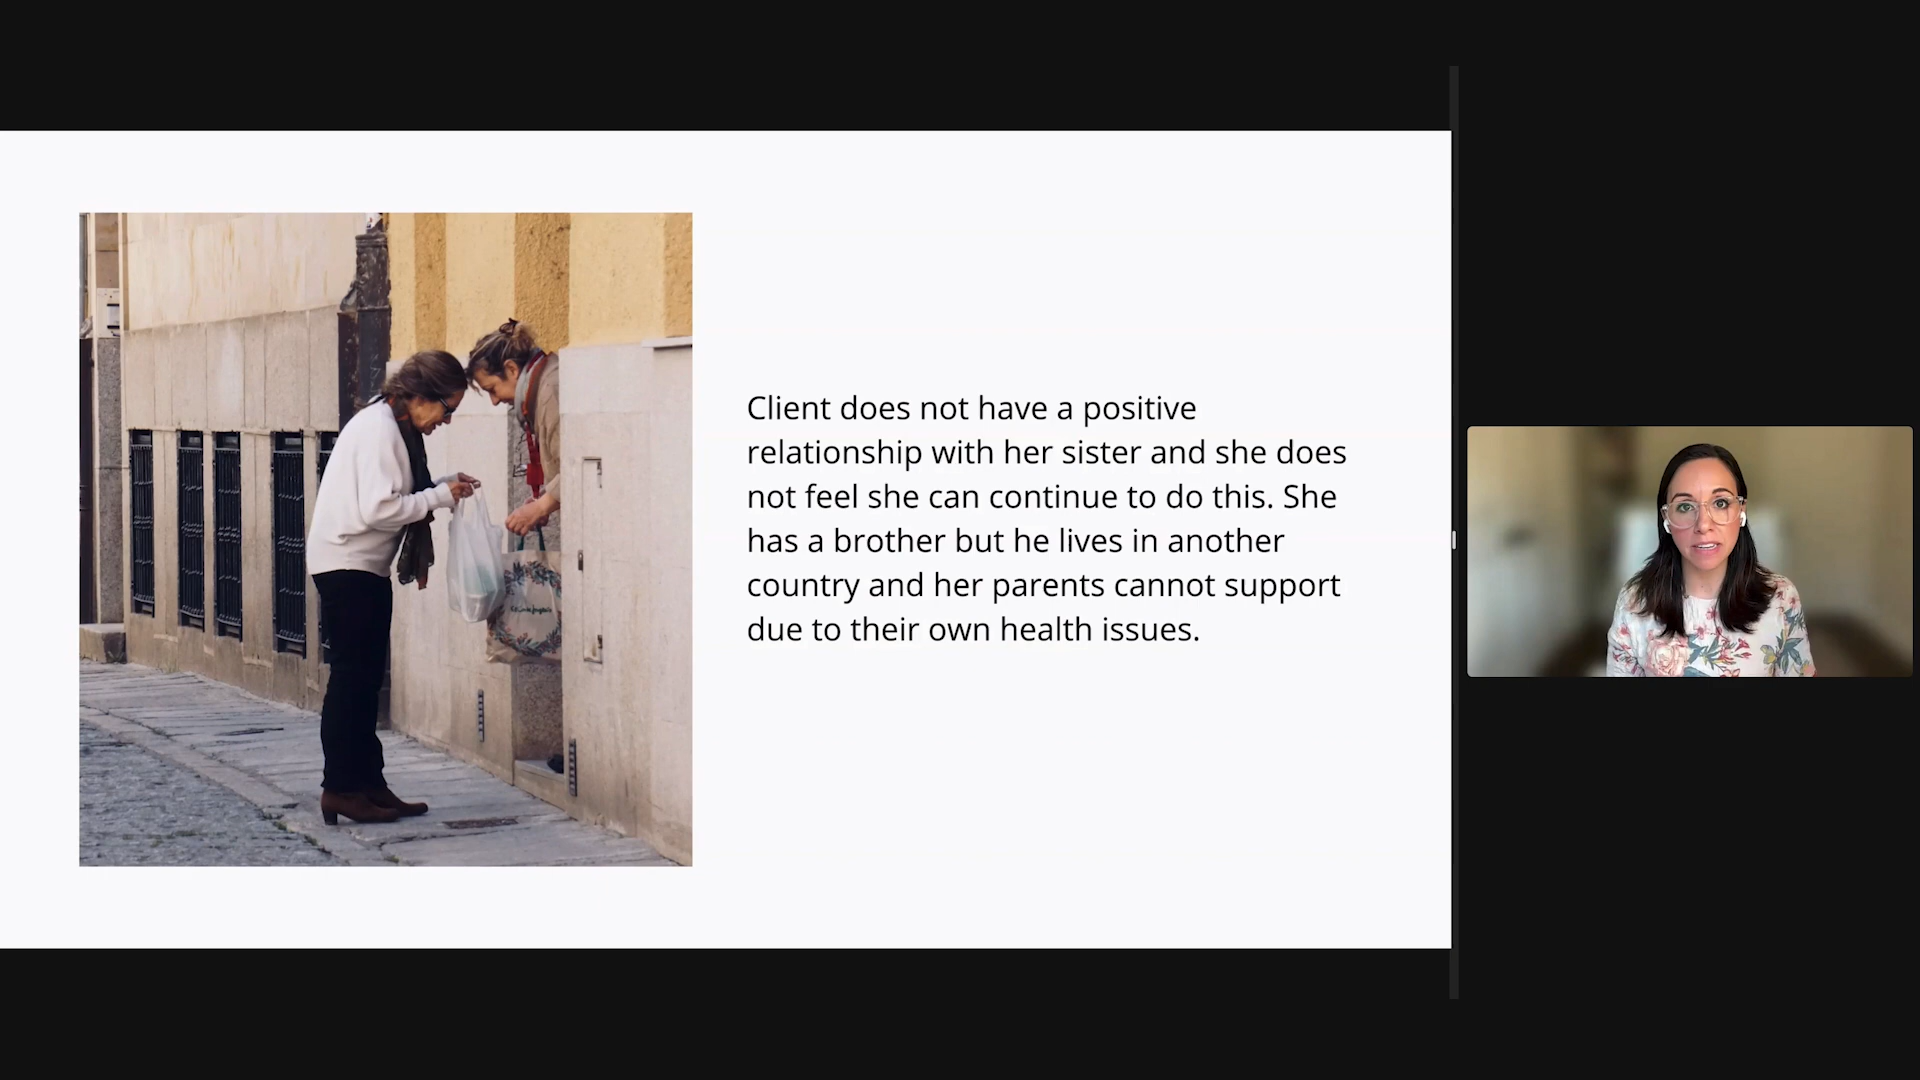 Client does not have a positive
relationship with her sister and she does
not feel she can continue to do this. She
has a brother but he lives in another
country and her parents cannot support
due to their own health issues.